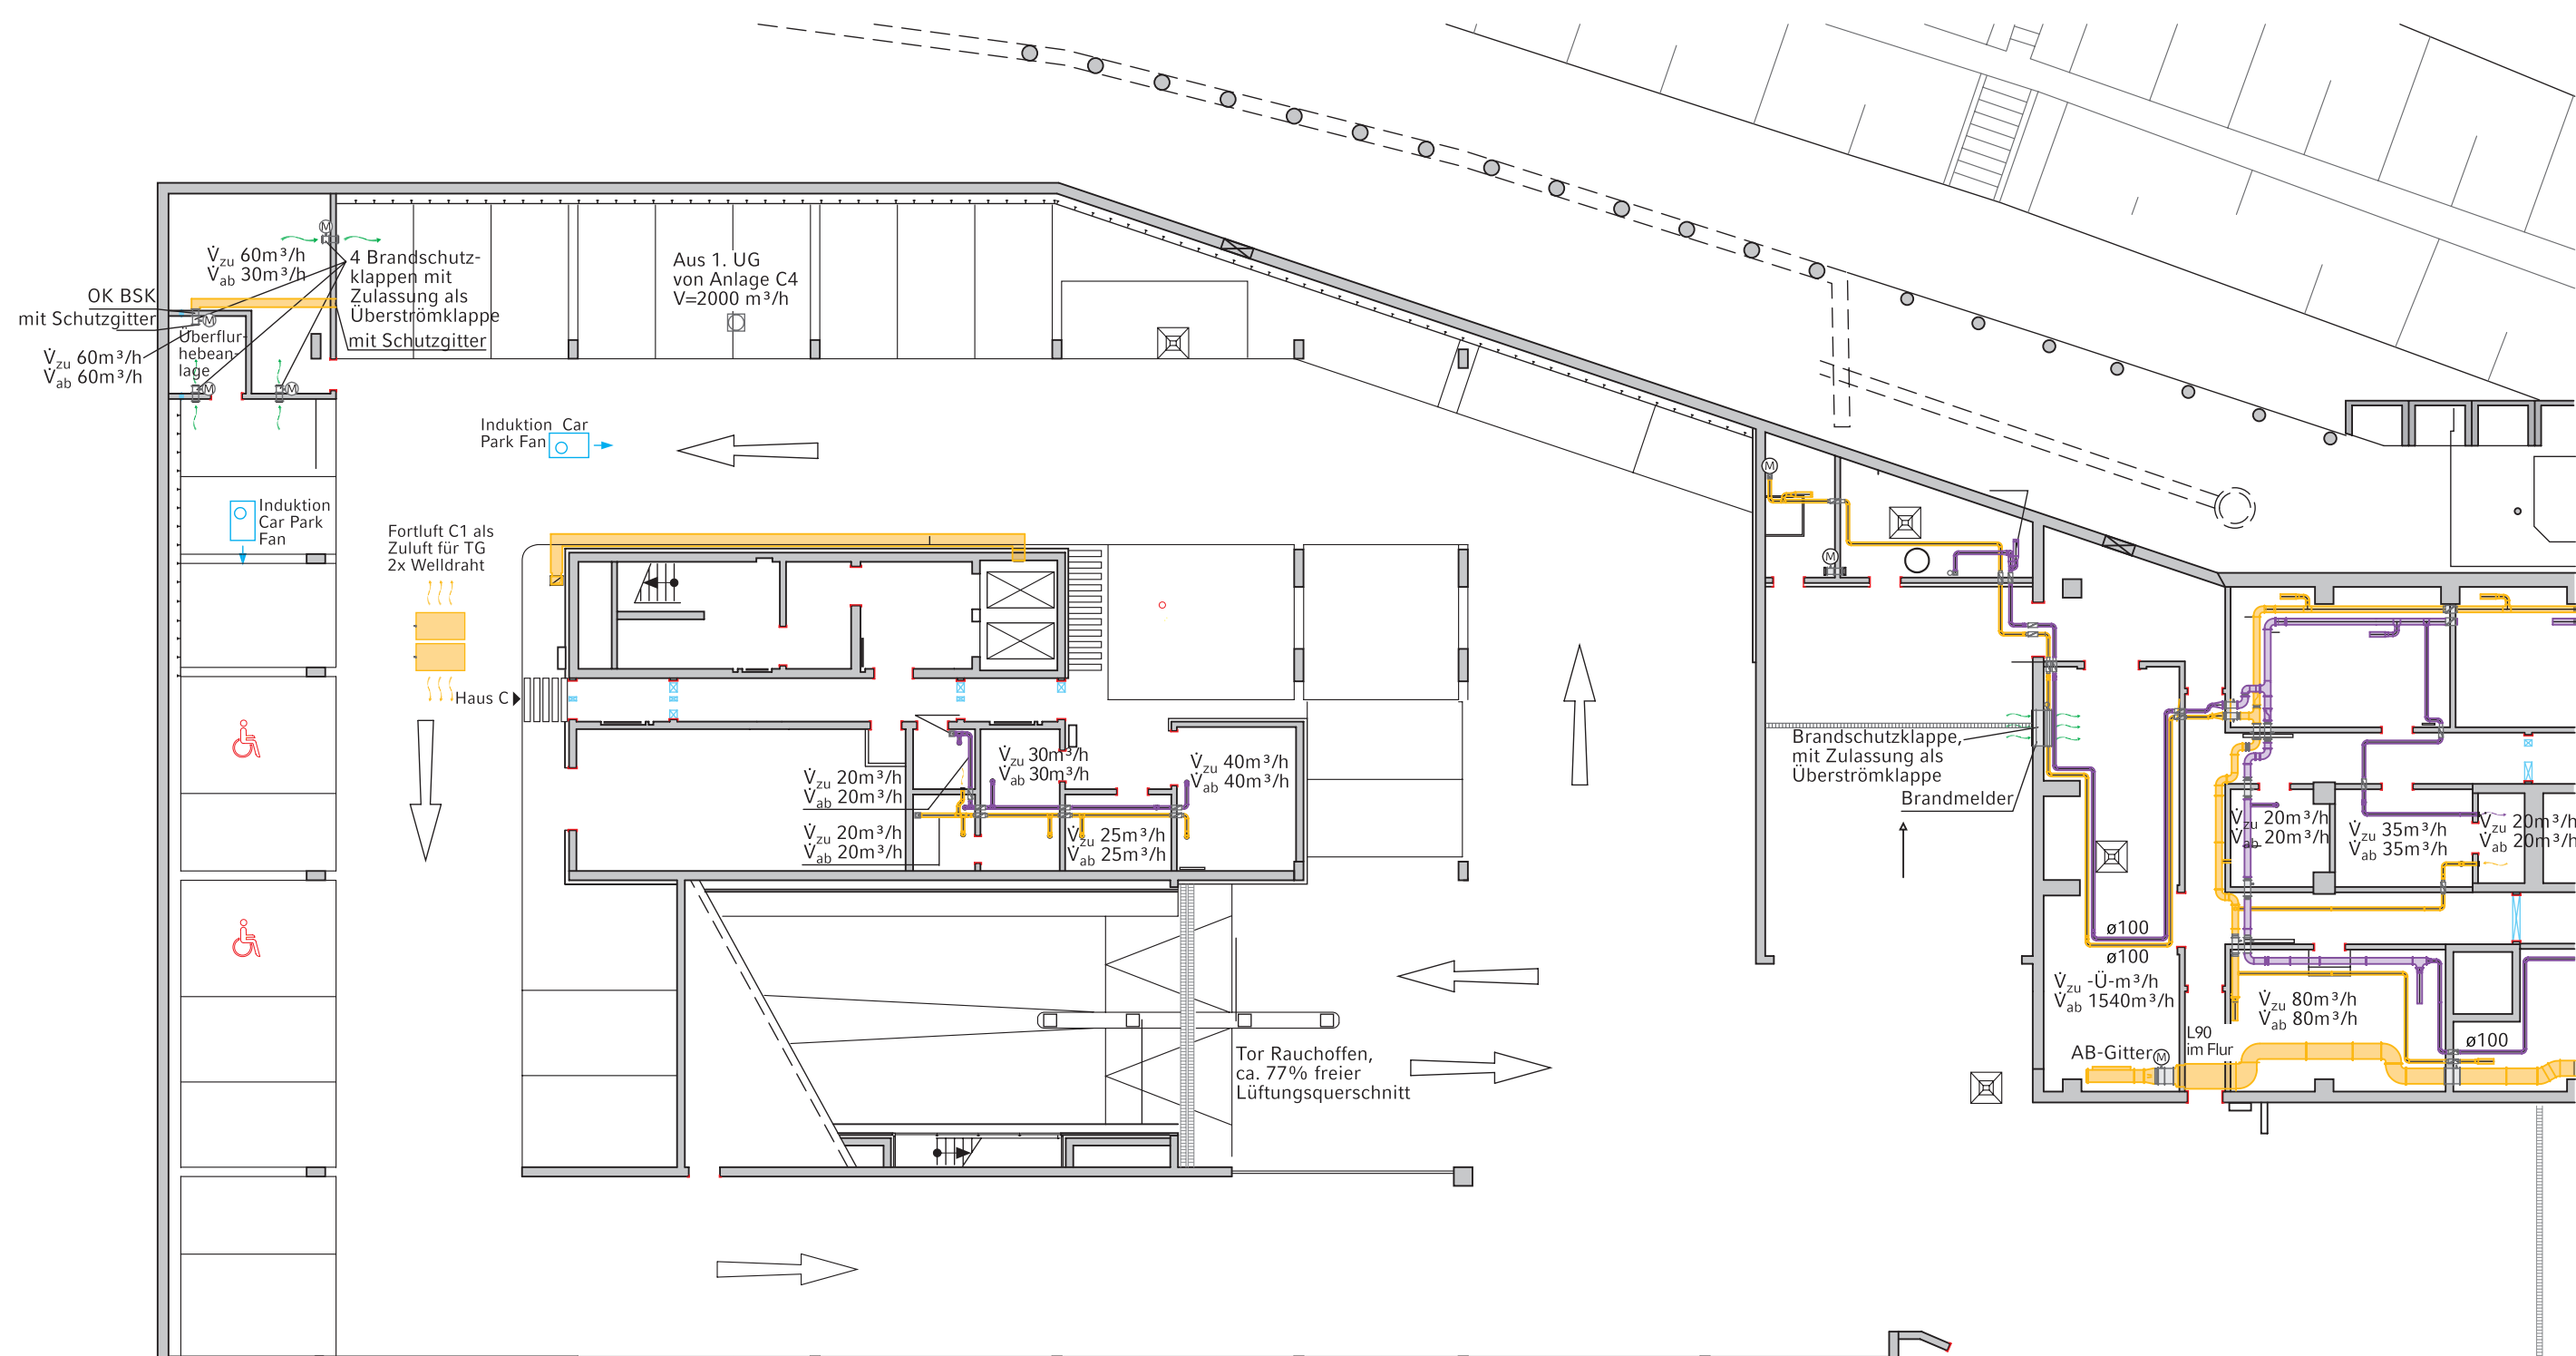 V̇zu 60m³/h
V̇ab 30m³/h
OK BSK
mit Schutzgitter
V̇zu 60m³/h
V̇ab 60m³/h
Überflur-
hebean-
lage
M
M
M
M
4 Brandschutz-
klappen mit
Zulassung als
Überströmklappe
mit Schutzgitter
Aus 1. UG
von Anlage C4
V=2000 m³/h
Induktion Car
Park Fan
Induktion
Car Park
Fan
Fortluft C1 als
Zuluft für TG
2x Welldraht
Haus C
V̇zu 20m³/h
V̇ab 20m³/h
V̇zu 20m³/h
V̇ab 20m³/h
V̇zu 30m³/h
V̇ab 30m³/h
V̇zu 25m³/h
V̇ab 25m³/h
V̇zu 40m³/h
V̇ab 40m³/h
Tor Rauchoffen,
ca. 77% freier
Lüftungsquerschnitt
M
M
Brandschutzklappe,
mit Zulassung als
Überströmklappe
Brandmelder
ø100
ø100
V̇zu -Ü-m³/h
V̇ab 1540m³/h
AB-Gitter
M
L90
im Flur
V̇zu 20m³/h
V̇ab 20m³/h
V̇zu 35m³/h
V̇ab 35m³/h
V̇zu 20m³/h
V̇ab 20m³/h
V̇zu 80m³/h
V̇ab 80m³/h
ø100